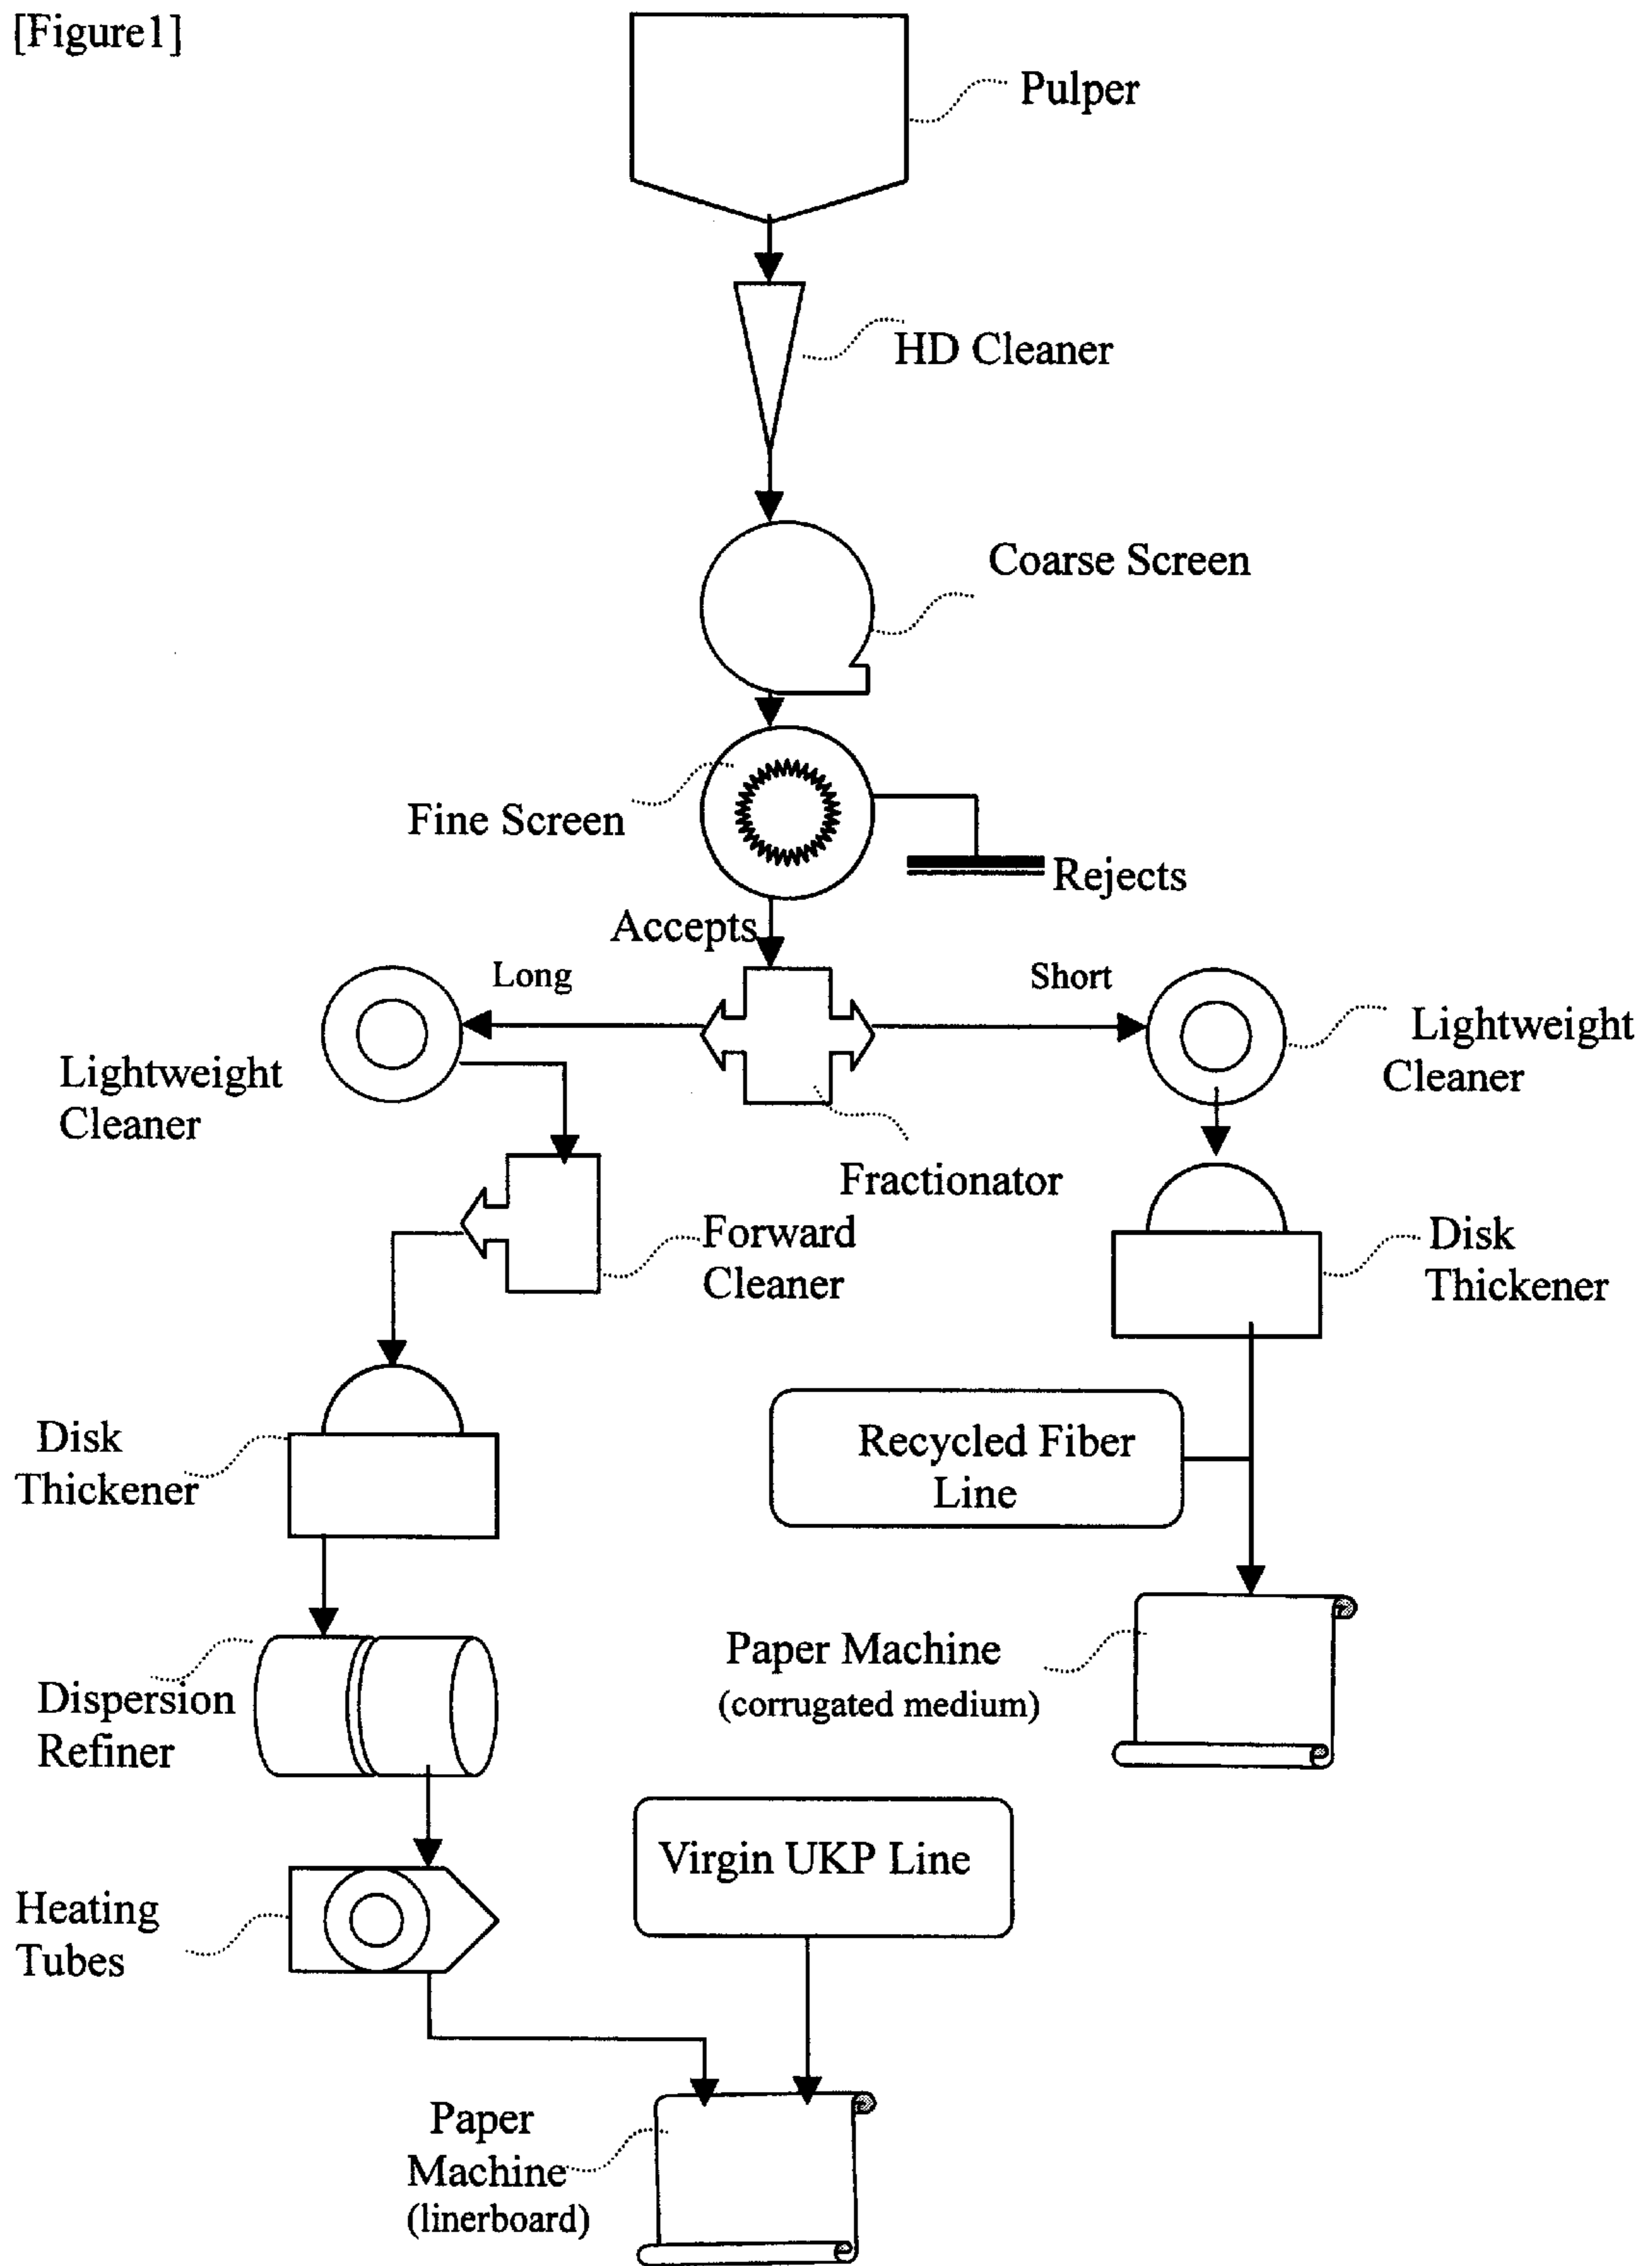 [Figure1]
Pulper
HD Cleaner
Coarse Screen
Fine Screen
Rejects
Accepts
Long
Short
Lightweight
Cleaner
Lightweight
Cleaner
Fractionator
Forward
Cleaner
Disk
Thickener
Disk
Thickener
Recycled Fiber
Line
Paper Machine
(corrugated medium)
Dispersion
Refiner
Virgin UKP Line
Heating
Tubes
Paper
Machine
(linerboard)